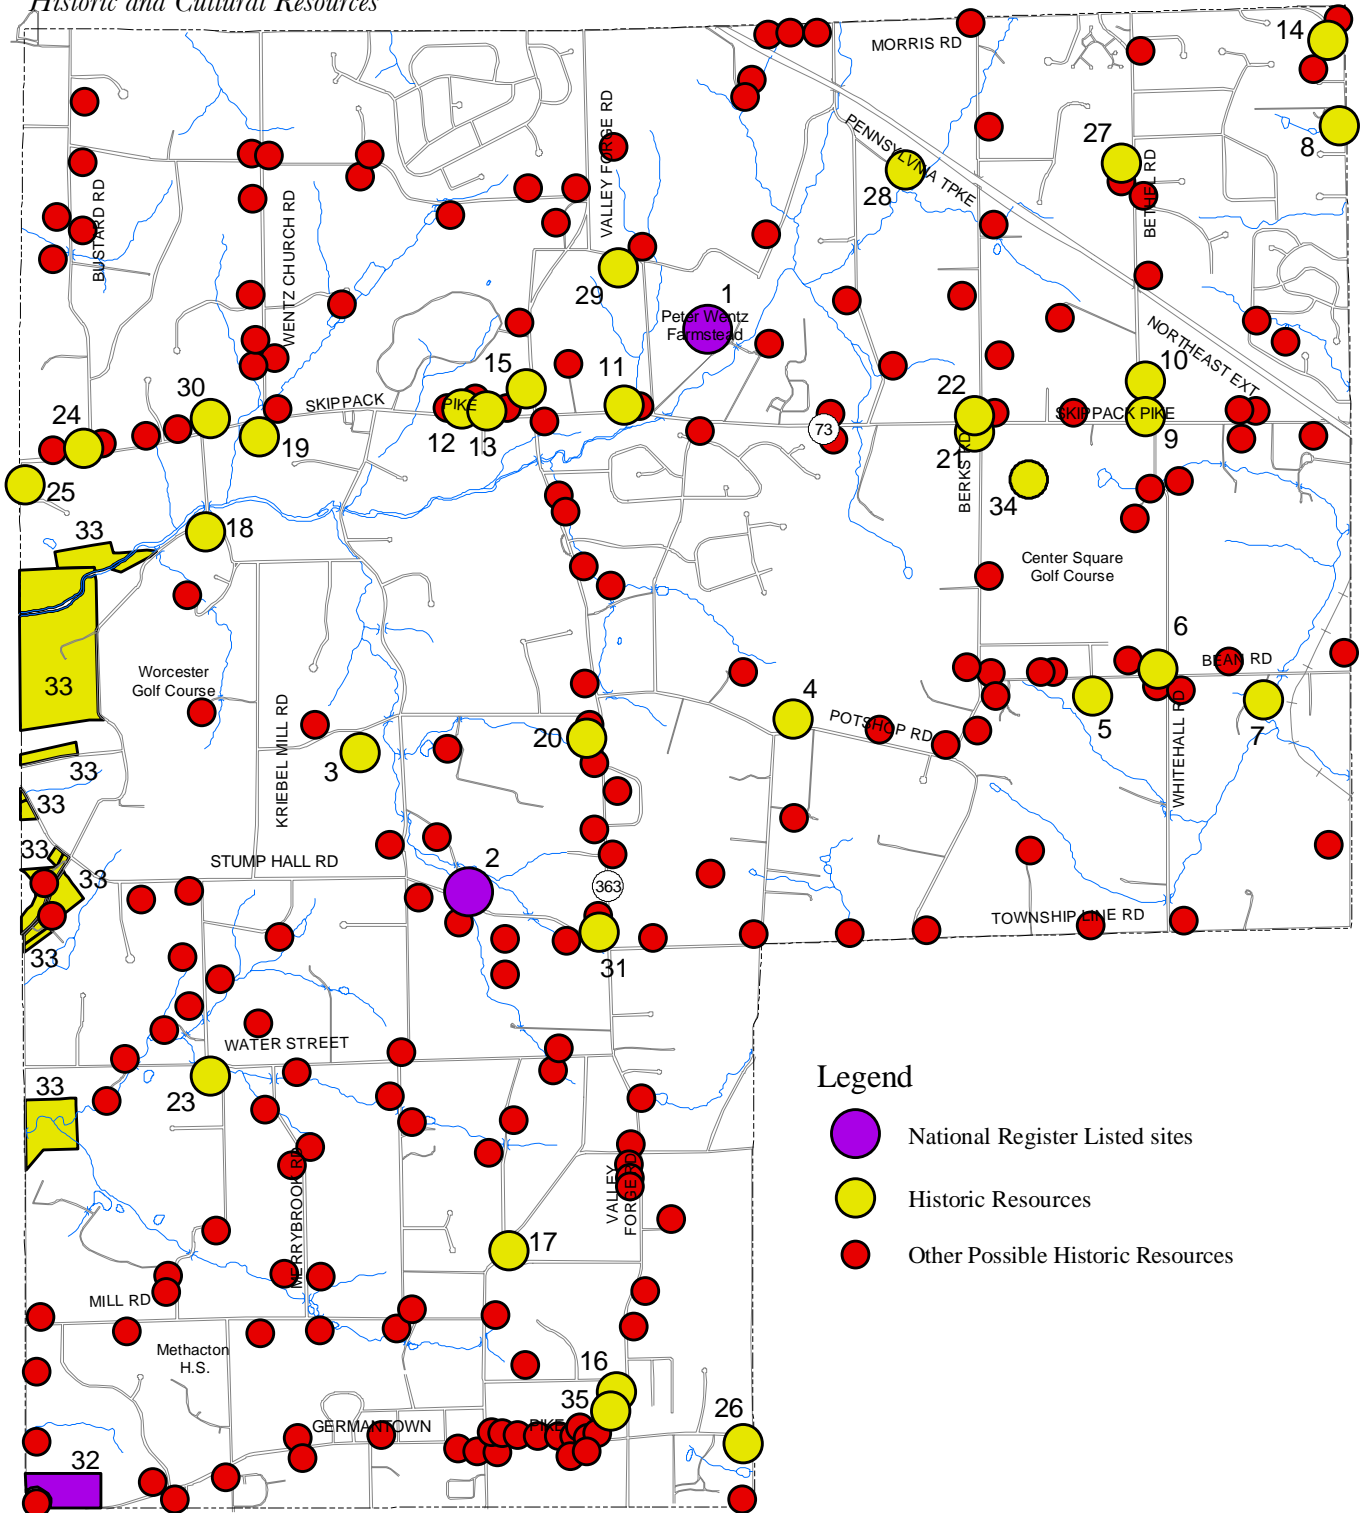 Historic and Cultural Resources
MORRIS RD
14
PENNSYLVNIA TPKE
VALLEY FORGE RD
27
8
28
BETHEL RD
BUSTARD RD
WENTZ CHURCH RD
29
1
Peter Wentz
Farmstead
NORTHEAST EXT
15
11
10
30
22
24
SKIPPACK
PIKE
SKIPPACK PIKE
12
13
73
9
19
21
BERKS RD
25
34
18
33
Center Square
Golf Course
33
Worcester
Golf Course
6
BEAN RD
4
POTSHOP RD
5
7
20
3
KRIEBEL MILL RD
WHITEHALL RD
33
33
33
STUMP HALL RD
2
33
363
TOWNSHIP LINE RD
33
31
WATER STREET
33
23
Legend
National Register Listed sites
Historic Resources
Other Possible Historic Resources
MERRYBROOK RD
VALLEY
FORGE RD
17
MILL RD
Methacton
H.S.
16
35
26
GERMANTOWN
PIKE
32